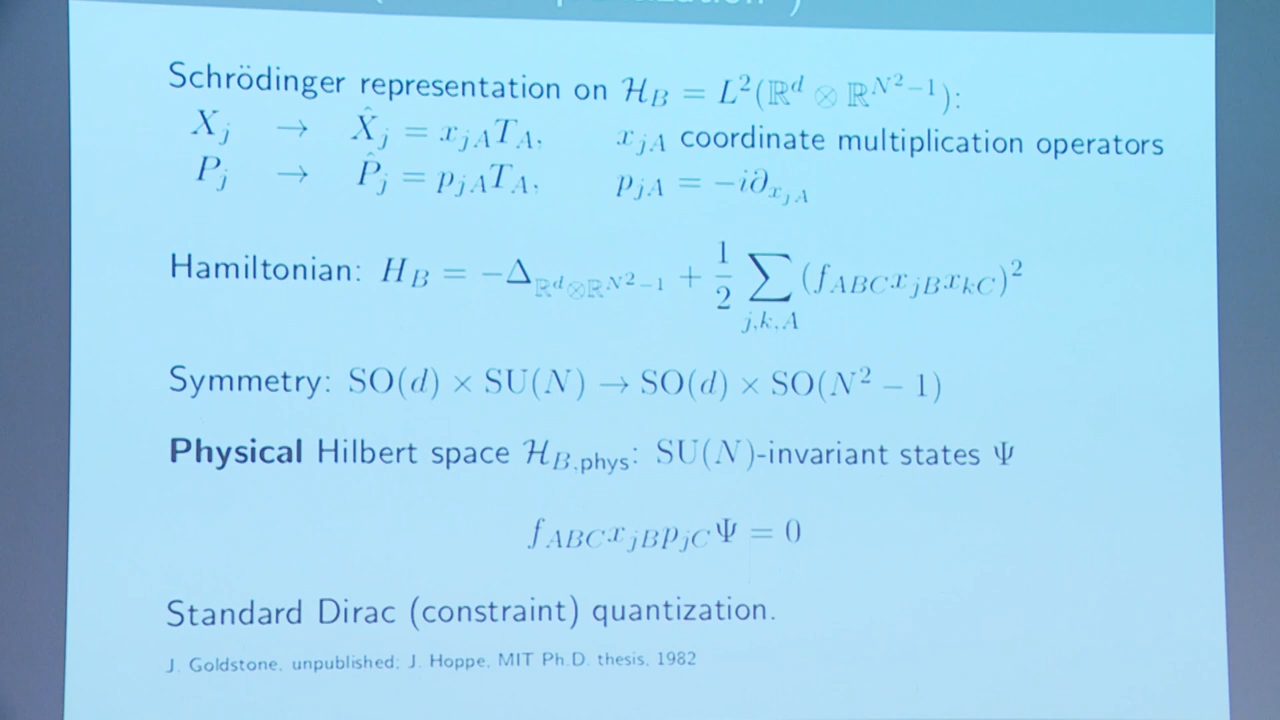 Schrödinger representation on ℋ_B = L²(ℝ^d ⊗ ℝ^{N²−1}):
X_j → X̂_j = x_{jA}T_A, x_{jA} coordinate multiplication operators
P_j → P̂_j = p_{jA}T_A, p_{jA} = −i∂_{x_{jA}}
Hamiltonian: H_B = −Δ_{ℝ^d⊗ℝ^{N²−1}} + 1/2 ∑_{j,k,A} (f_{ABC}x_{jB}x_{kC})²
Symmetry: SO(d) × SU(N) → SO(d) × SO(N² − 1)
Physical Hilbert space ℋ_{B,phys}: SU(N)-invariant states Ψ
f_{ABC}x_{jB}p_{jC}Ψ = 0
Standard Dirac (constraint) quantization.
J. Goldstone, unpublished; J. Hoppe, MIT Ph.D. thesis, 1982